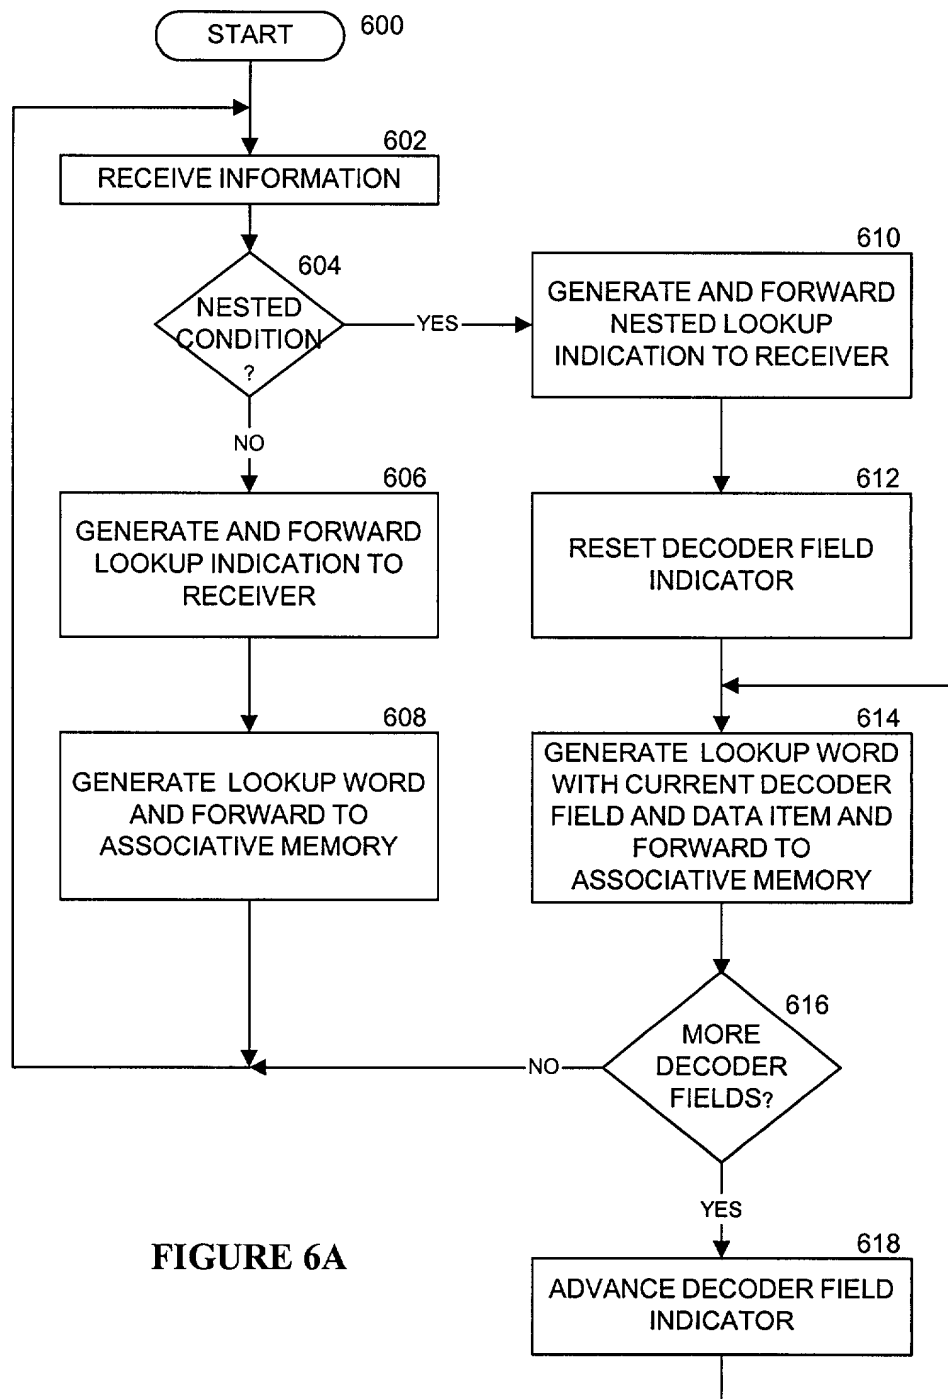 START
600
602
RECEIVE INFORMATION
604
NESTED
CONDITION
?
YES
610
GENERATE AND FORWARD
NESTED LOOKUP
INDICATION TO RECEIVER
NO
606
GENERATE AND FORWARD
LOOKUP INDICATION TO
RECEIVER
612
RESET DECODER FIELD
INDICATOR
608
GENERATE LOOKUP WORD
AND FORWARD TO
ASSOCIATIVE MEMORY
614
GENERATE LOOKUP WORD
WITH CURRENT DECODER
FIELD AND DATA ITEM AND
FORWARD TO
ASSOCIATIVE MEMORY
616
MORE
DECODER
FIELDS?
NO
YES
618
ADVANCE DECODER FIELD
INDICATOR
FIGURE 6A